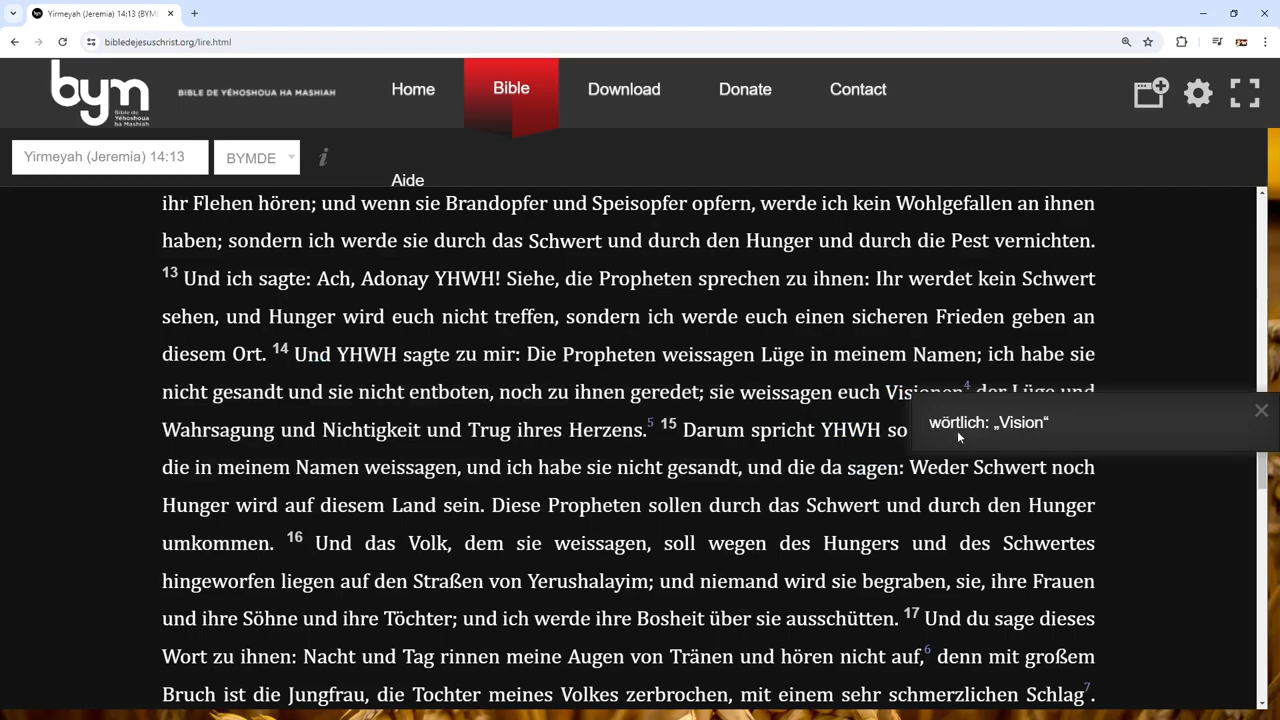 Yirmeyah (Jeremia) 14:13 (BYM
bibledejesuschrist.org/lire.html
bym
Bible de Yéhoshoua ha Mashiah
BIBLE DE YÉHOSHOUA HA MASHIAH
Home
Bible
Download
Donate
Contact
Yirmeyah (Jeremia) 14:13
BYMDE
i
Aide
ihr Flehen hören; und wenn sie Brandopfer und Speisopfer opfern, werde ich kein Wohlgefallen an ihnen
haben; sondern ich werde sie durch das Schwert und durch den Hunger und durch die Pest vernichten.
13 Und ich sagte: Ach, Adonay YHWH! Siehe, die Propheten sprechen zu ihnen: Ihr werdet kein Schwert
sehen, und Hunger wird euch nicht treffen, sondern ich werde euch einen sicheren Frieden geben an
diesem Ort. 14 Und YHWH sagte zu mir: Die Propheten weissagen Lüge in meinem Namen; ich habe sie
nicht gesandt und sie nicht entboten, noch zu ihnen geredet; sie weissagen euch Visionen4 der Lüge und
Wahrsagung und Nichtigkeit und Trug ihres Herzens.5 15 Darum spricht YHWH so
wörtlich: „Vision“
die in meinem Namen weissagen, und ich habe sie nicht gesandt, und die da sagen: Weder Schwert noch
Hunger wird auf diesem Land sein. Diese Propheten sollen durch das Schwert und durch den Hunger
umkommen. 16 Und das Volk, dem sie weissagen, soll wegen des Hungers und des Schwertes
hingeworfen liegen auf den Straßen von Yerushalayim; und niemand wird sie begraben, sie, ihre Frauen
und ihre Söhne und ihre Töchter; und ich werde ihre Bosheit über sie ausschütten. 17 Und du sage dieses
Wort zu ihnen: Nacht und Tag rinnen meine Augen von Tränen und hören nicht auf,6 denn mit großem
Bruch ist die Jungfrau, die Tochter meines Volkes zerbrochen, mit einem sehr schmerzlichen Schlag7.